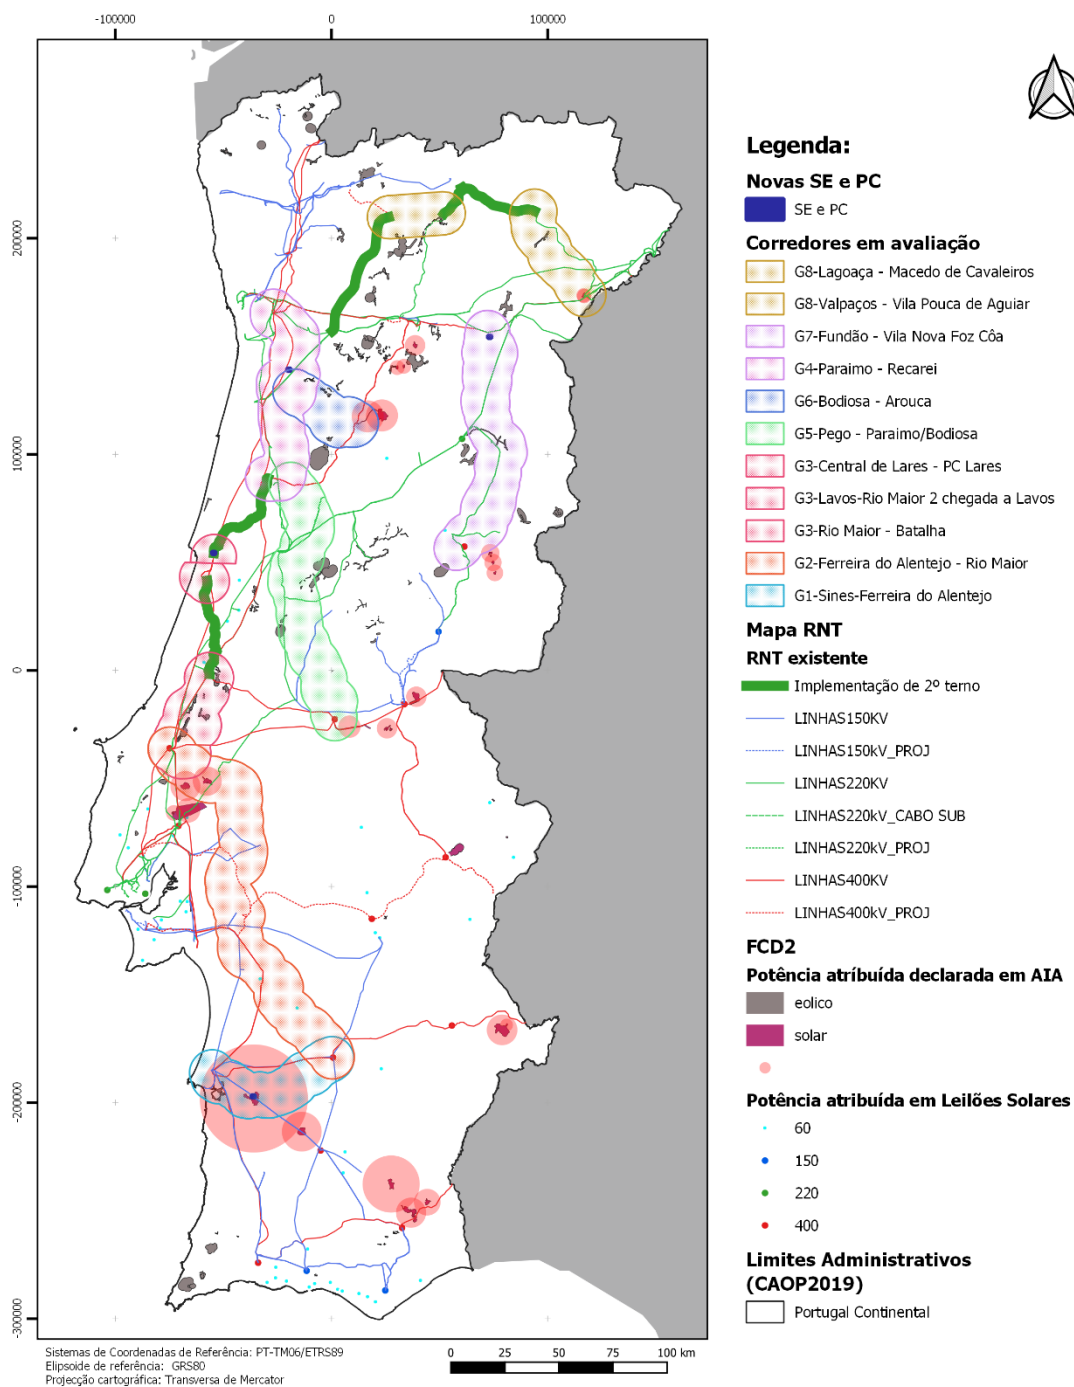 -100000
0
100000
200000
100000
0
-100000
-200000
-300000
Legenda:
Novas SE e PC
SE e PC
Corredores em avaliação
G8-Lagoaça - Macedo de Cavaleiros
G8-Valpaços - Vila Pouca de Aguiar
G7-Fundão - Vila Nova Foz Côa
G4-Paraimo - Recarei
G6-Bodiosa - Arouca
G5-Pego - Paraimo/Bodiosa
G3-Central de Lares - PC Lares
G3-Lavos-Rio Maior 2 chegada a Lavos
G3-Rio Maior - Batalha
G2-Ferreira do Alentejo - Rio Maior
G1-Sines-Ferreira do Alentejo
Mapa RNT
RNT existente
Implementação de 2º terno
LINHAS150KV
LINHAS150kV_PROJ
LINHAS220KV
LINHAS220kV_CABO SUB
LINHAS220kV_PROJ
LINHAS400KV
LINHAS400kV_PROJ
FCD2
Potência atríbuída declarada em AIA
eolico
solar
Potência atribuída em Leilões Solares
60
150
220
400
Limites Administrativos
(CAOP2019)
Portugal Continental
Sistemas de Coordenadas de Referência: PT-TM06/ETRS89
Elipsoide de referência: GRS80
Projecção cartográfica: Transversa de Mercator
0 25 50 75 100 km